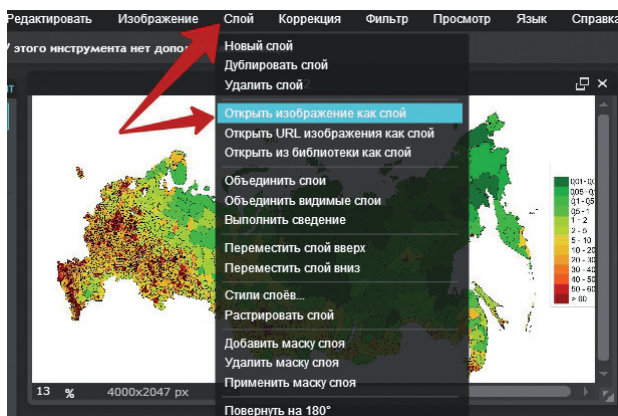 Редактировать Изображение Слой Коррекция Фильтр Просмотр Язык Справка
этого инструмента нет
Новый слой
Дублировать слой
Удалить слой
Открыть изображение как слой
Открыть URL изображения как слой
Открыть из библиотеки как слой
Объединить слои
Объединить видимые слои
Выполнить сведение
Переместить слой вверх
Переместить слой вниз
Стили слоёв...
Растрировать слой
Добавить маску слоя
Удалить маску слоя
Применить маску слоя
Повернуть на 180°
0,5 - 1
1 - 2
2 - 5
5 - 10
10 - 20
20 - 30
30 - 40
40 - 50
50 - 60
> 60
13 % 4000x2047 px